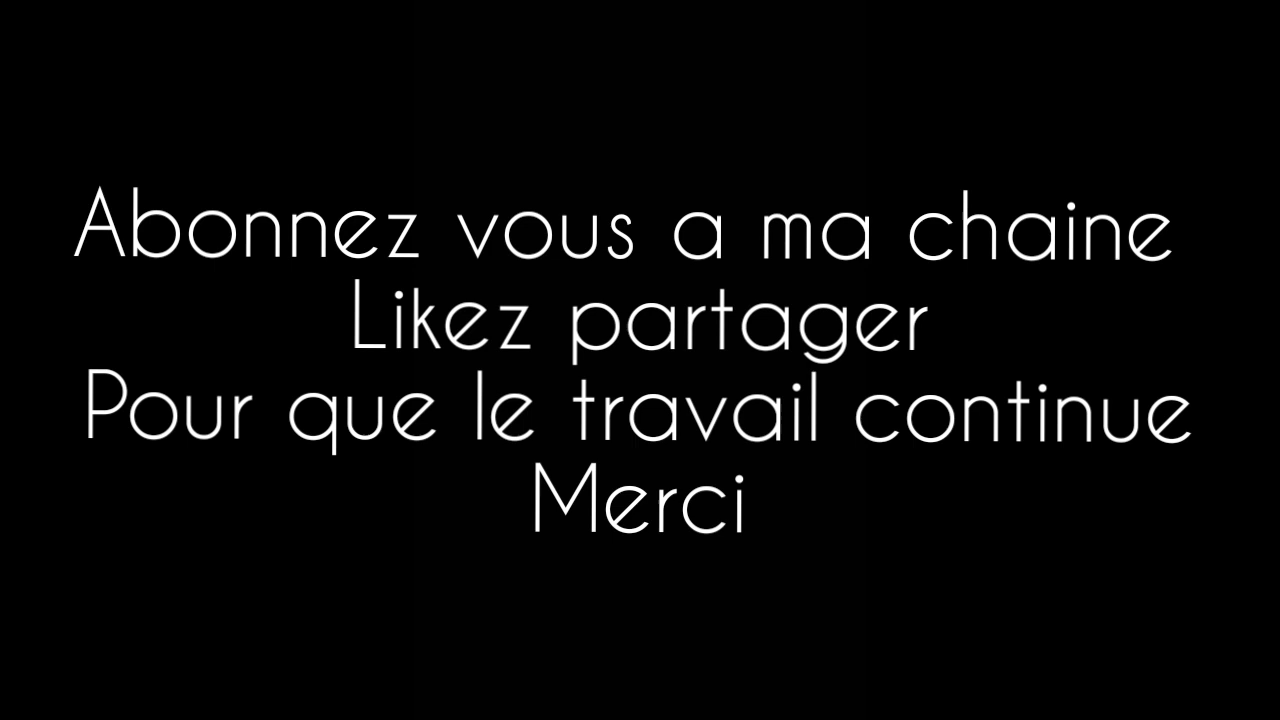 Abonnez vous a ma chaine
Likez partager
Pour que le travail continue
Merci